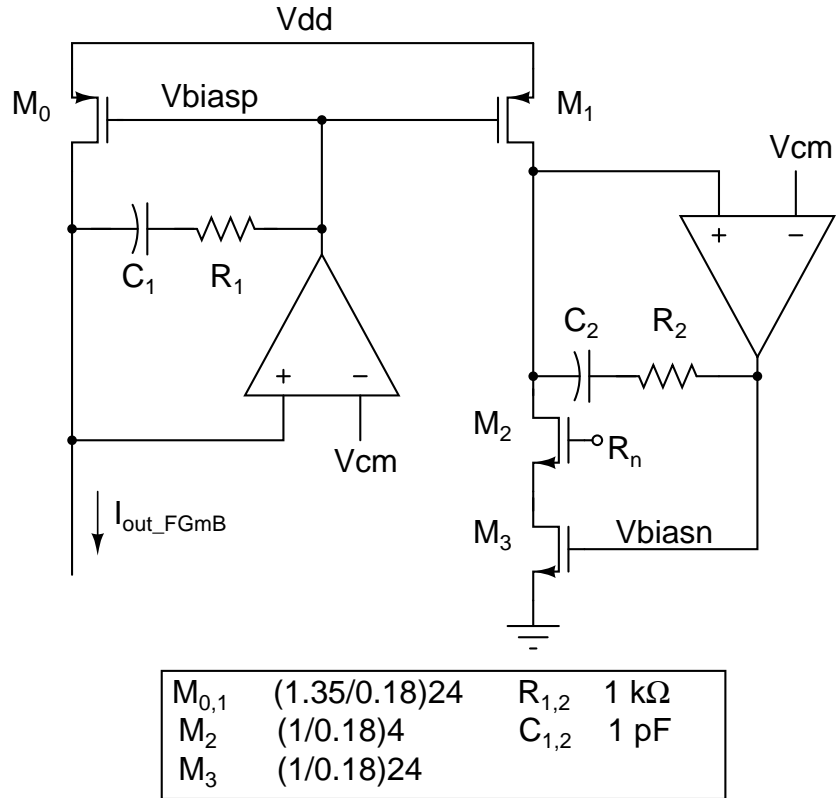 Vdd
M₀ Vbiasp M₁
Vcm
+ −
C₁ R₁
C₂ R₂
+ −
M₂ Rₙ
Vcm
I_out_FGmB
M₃ Vbiasn
M₀,₁ (1.35/0.18)24 R₁,₂ 1 kΩ
M₂ (1/0.18)4 C₁,₂ 1 pF
M₃ (1/0.18)24